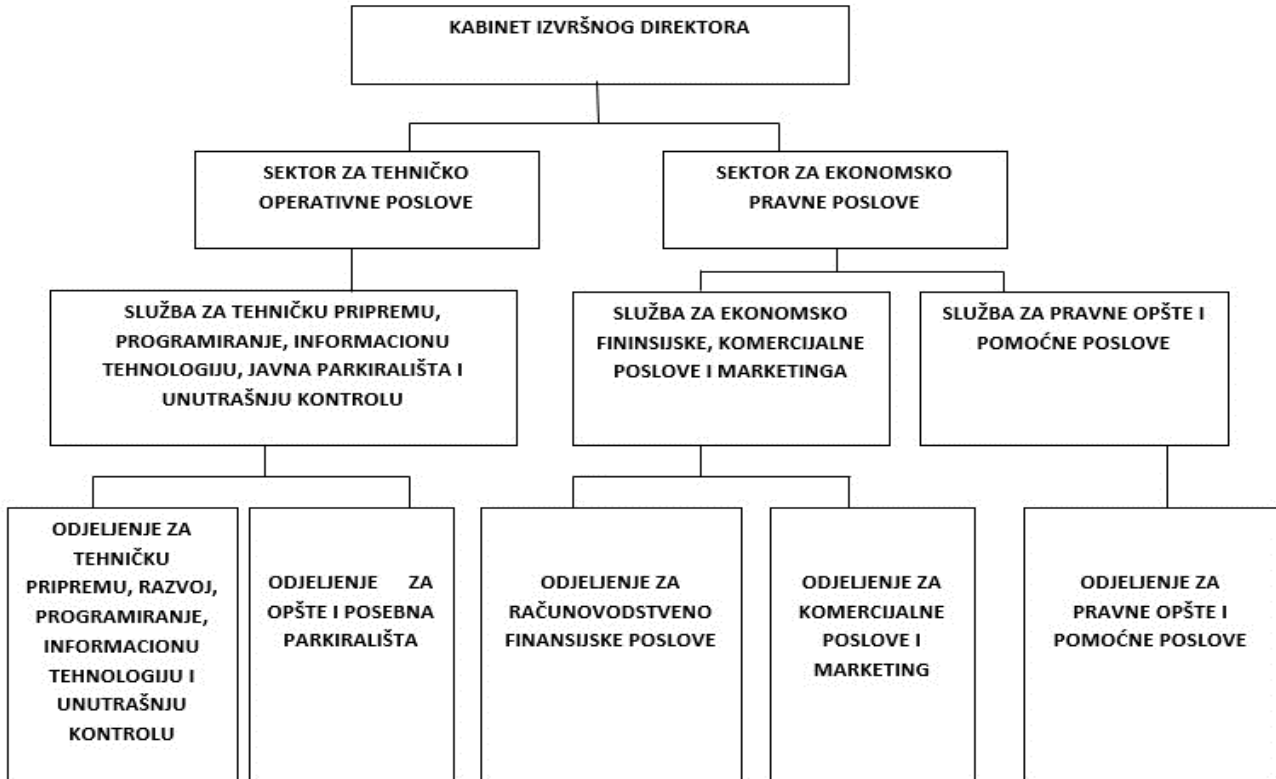 KABINET IZVRŠNOG DIREKTORA
SEKTOR ZA TEHNIČKO
OPERATIVNE POSLOVE
SEKTOR ZA EKONOMSKO
PRAVNE POSLOVE
SLUŽBA ZA TEHNIČKU PRIPREMU,
PROGRAMIRANJE, INFORMACIONU
TEHNOLOGIJU, JAVNA PARKIRALIŠTA I
UNUTRAŠNJU KONTROLU
SLUŽBA ZA EKONOMSKO
FININSIJSKE, KOMERCIJALNE
POSLOVE I MARKETINGA
SLUŽBA ZA PRAVNE OPŠTE I
POMOĆNE POSLOVE
ODJELJENJE ZA
TEHNIČKU
PRIPREMU, RAZVOJ,
PROGRAMIRANJE,
INFORMACIONU
TEHNOLOGIJU I
UNUTRAŠNJU
KONTROLU
ODJELJENJE ZA
OPŠTE I POSEBNA
PARKIRALIŠTA
ODJELJENJE ZA
RAČUNOVODSTVENO
FINANSIJSKE POSLOVE
ODJELJENJE ZA
KOMERCIJALNE
POSLOVE I
MARKETING
ODJELJENJE ZA
PRAVNE OPŠTE I
POMOĆNE POSLOVE